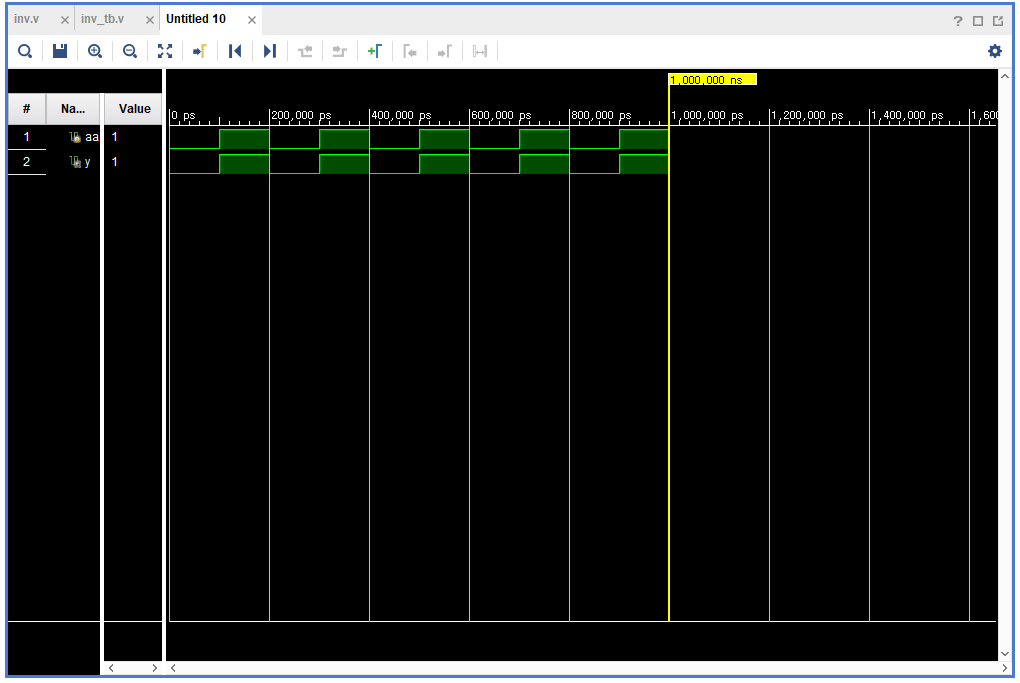 inv.v × inv_tb.v × Untitled 10 ×
?
1,000,000 ns
# Na... Value
0 ps 200,000 ps 400,000 ps 600,000 ps 800,000 ps 1,000,000 ps 1,200,000 ps 1,400,000 ps 1,600
1 aa 1
2 y 1